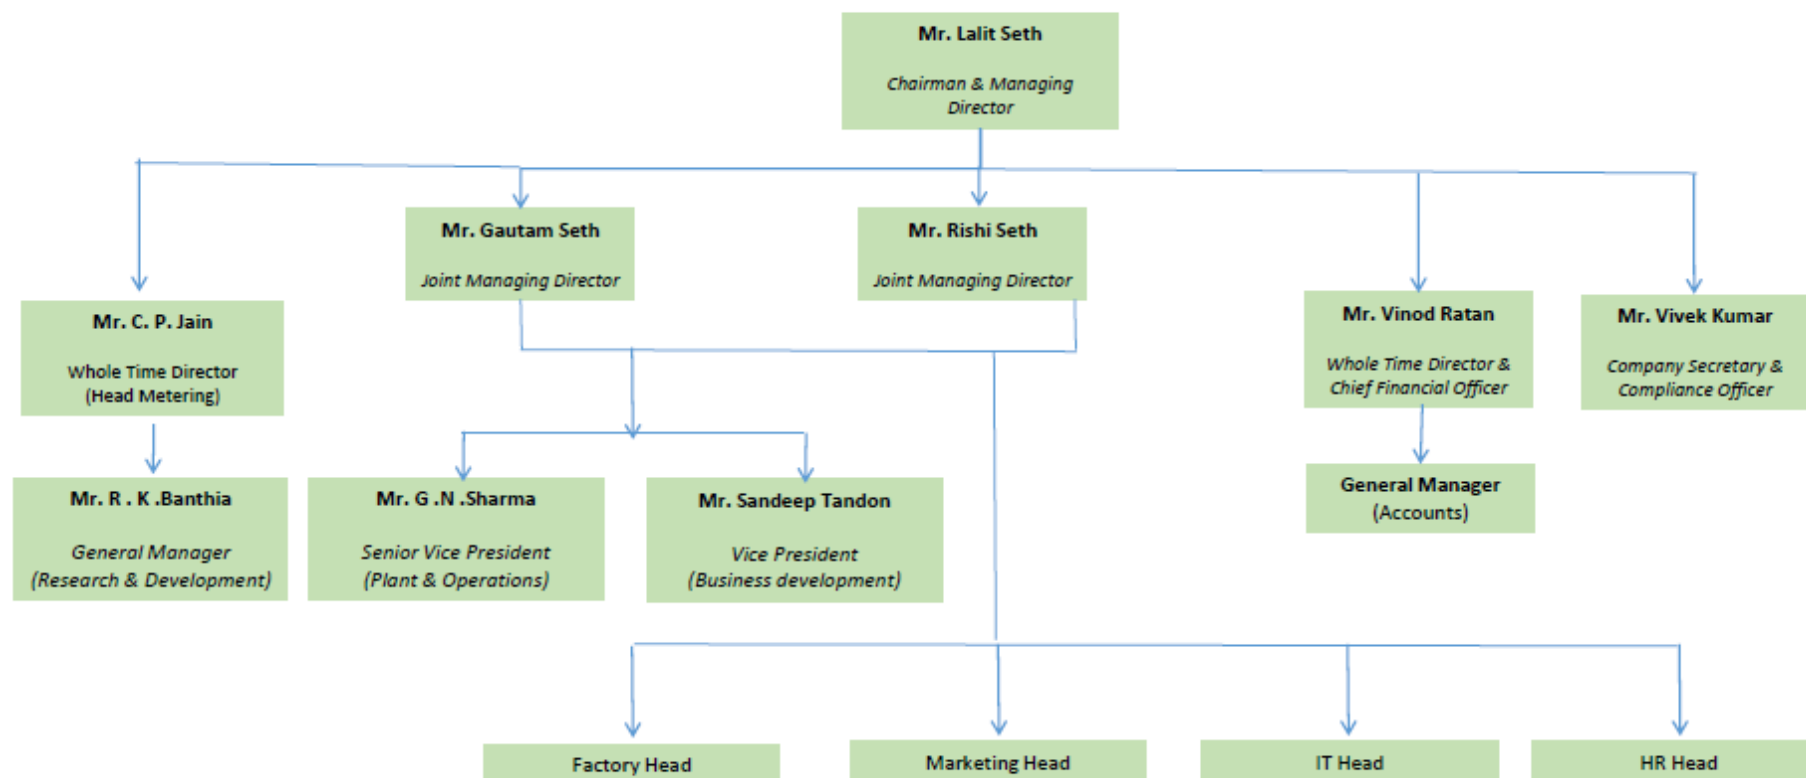 Mr. Lalit Seth
Chairman & Managing
Director
Mr. Gautam Seth
Joint Managing Director
Mr. Rishi Seth
Joint Managing Director
Mr. C. P. Jain
Whole Time Director
(Head Metering)
Mr. Vinod Ratan
Whole Time Director &
Chief Financial Officer
Mr. Vivek Kumar
Company Secretary &
Compliance Officer
Mr. R . K .Banthia
General Manager
(Research & Development)
Mr. G .N .Sharma
Senior Vice President
(Plant & Operations)
Mr. Sandeep Tandon
Vice President
(Business development)
General Manager
(Accounts)
Factory Head
Marketing Head
IT Head
HR Head